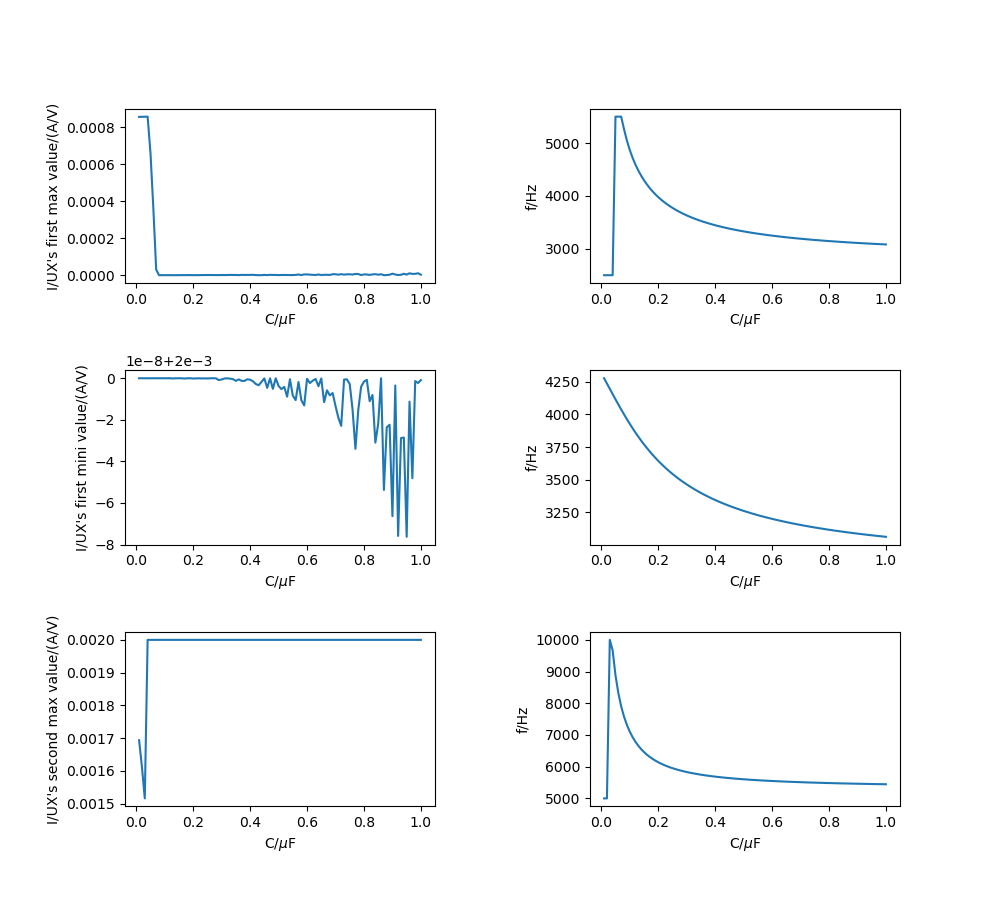 I/UX's first max value/(A/V)
0.0008
0.0006
0.0004
0.0002
0.0000
0.0 0.2 0.4 0.6 0.8 1.0
C/μF
f/Hz
5000
4000
3000
0.0 0.2 0.4 0.6 0.8 1.0
C/μF
I/UX's first mini value/(A/V)
1e−8+2e−3
0
−2
−4
−6
−8
0.0 0.2 0.4 0.6 0.8 1.0
C/μF
f/Hz
4250
4000
3750
3500
3250
0.0 0.2 0.4 0.6 0.8 1.0
C/μF
I/UX's second max value/(A/V)
0.0020
0.0019
0.0018
0.0017
0.0016
0.0015
0.0 0.2 0.4 0.6 0.8 1.0
C/μF
f/Hz
10000
9000
8000
7000
6000
5000
0.0 0.2 0.4 0.6 0.8 1.0
C/μF